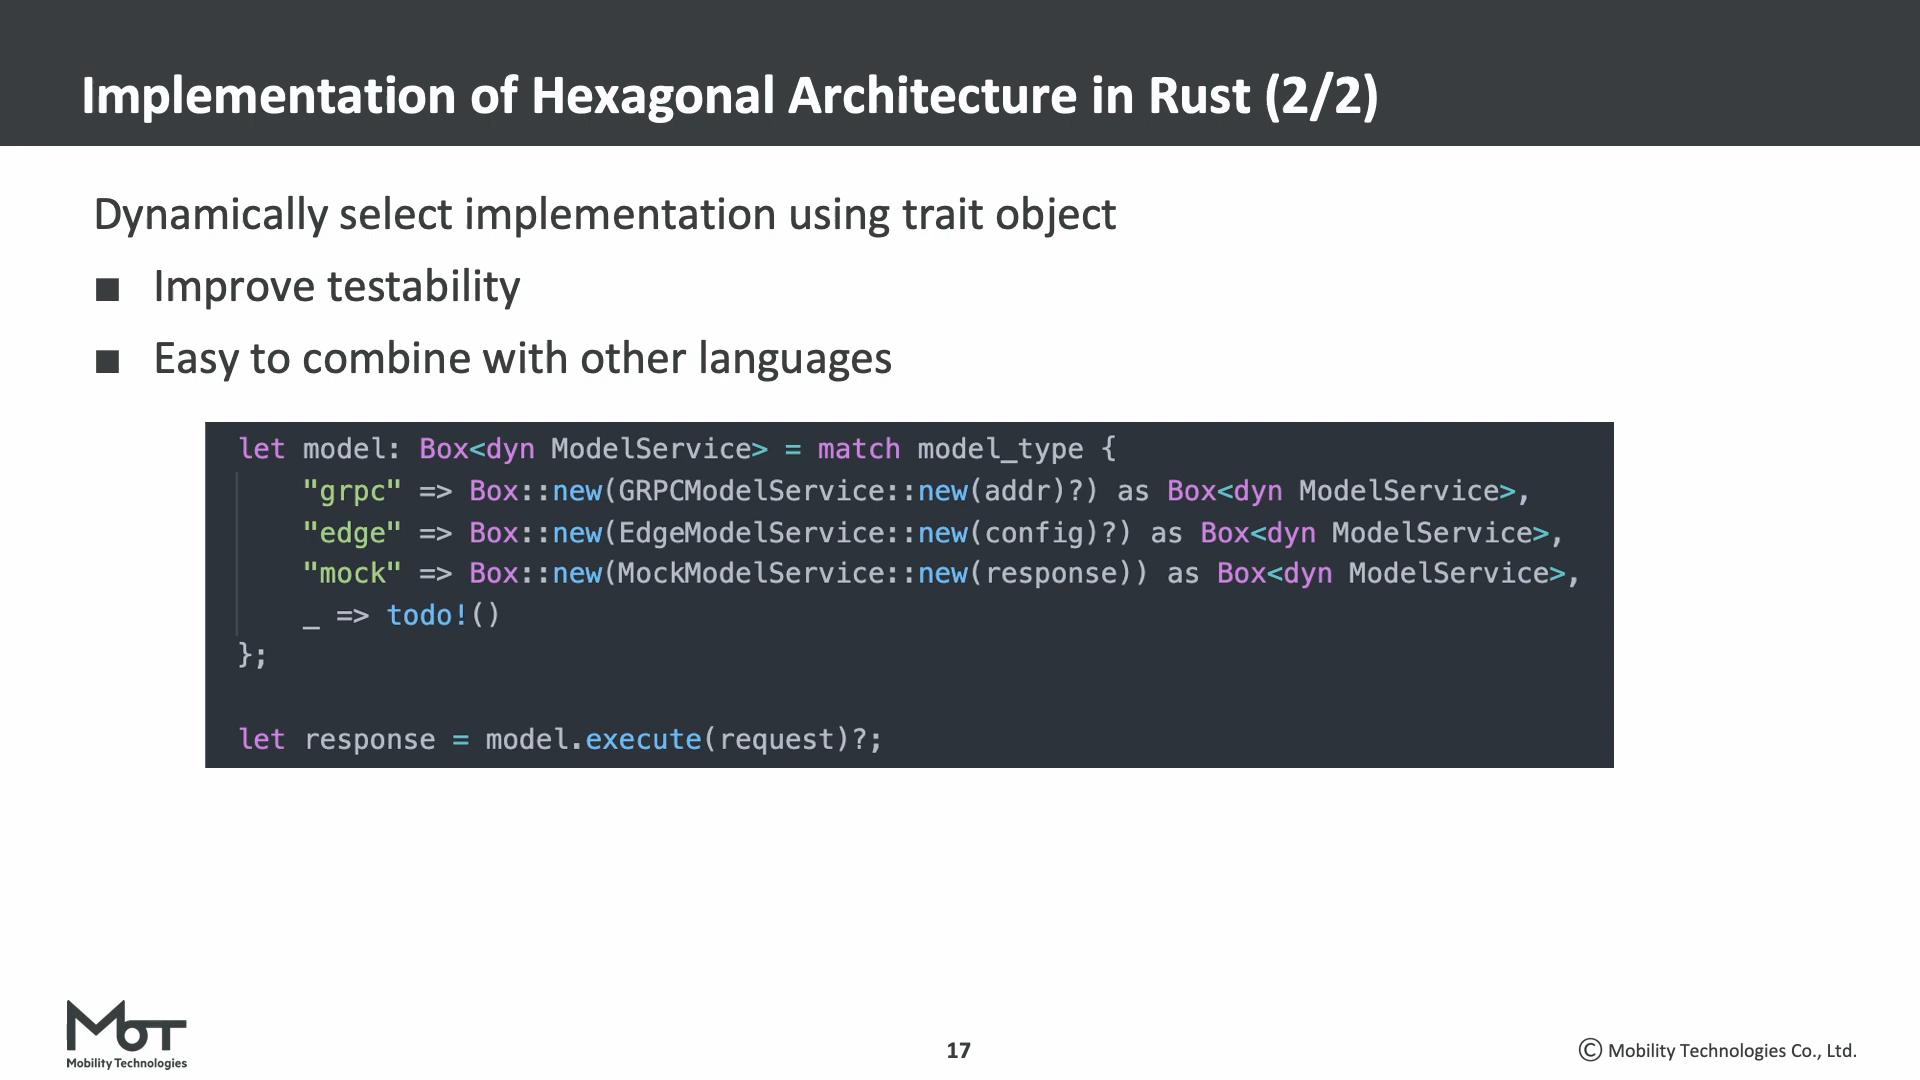 Implementation of Hexagonal Architecture in Rust (2/2)
Dynamically select implementation using trait object
■ Improve testability
■ Easy to combine with other languages
let model: Box<dyn ModelService> = match model_type {
    "grpc" => Box::new(GRPCModelService::new(addr)?) as Box<dyn ModelService>,
    "edge" => Box::new(EdgeModelService::new(config)?) as Box<dyn ModelService>,
    "mock" => Box::new(MockModelService::new(response)) as Box<dyn ModelService>,
    _ => todo!()
};
let response = model.execute(request)?;
MoT
Mobility Technologies
17
© Mobility Technologies Co., Ltd.